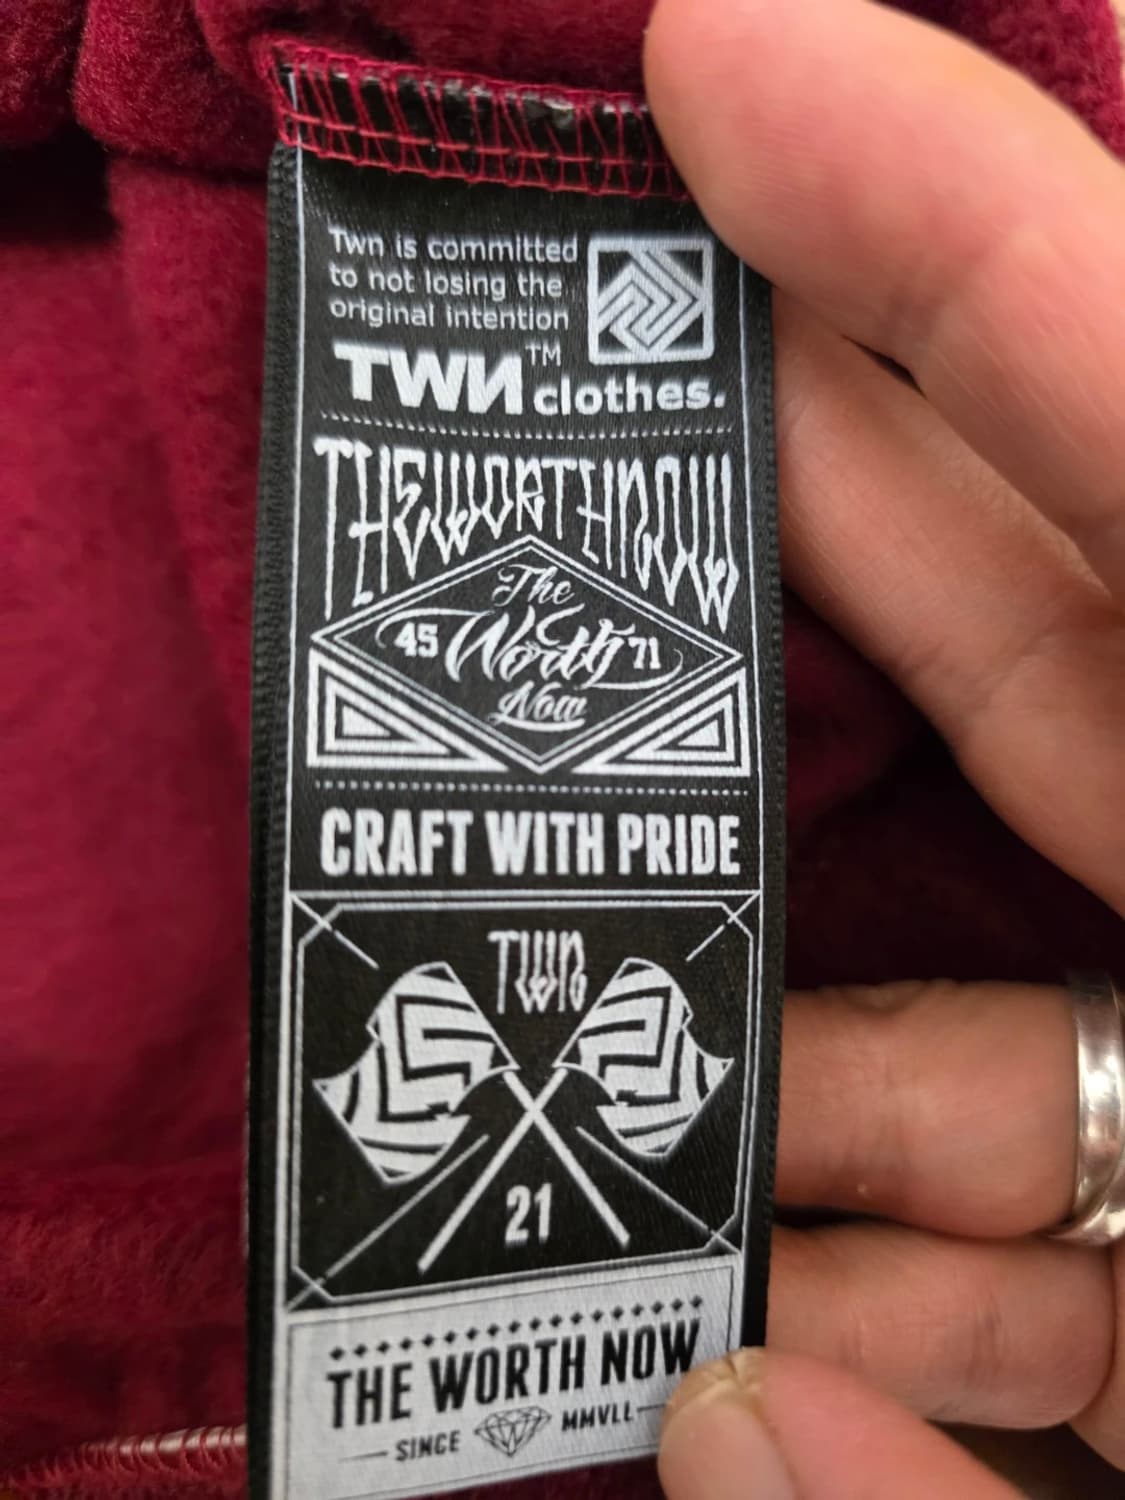 Twn is committed
to not losing the
original intention
TWN™ clothes.
THEWORTHNOW
The
45 Worth 71
Now
CRAFT WITH PRIDE
TWN
21
THE WORTH NOW
SINCE MMVLL